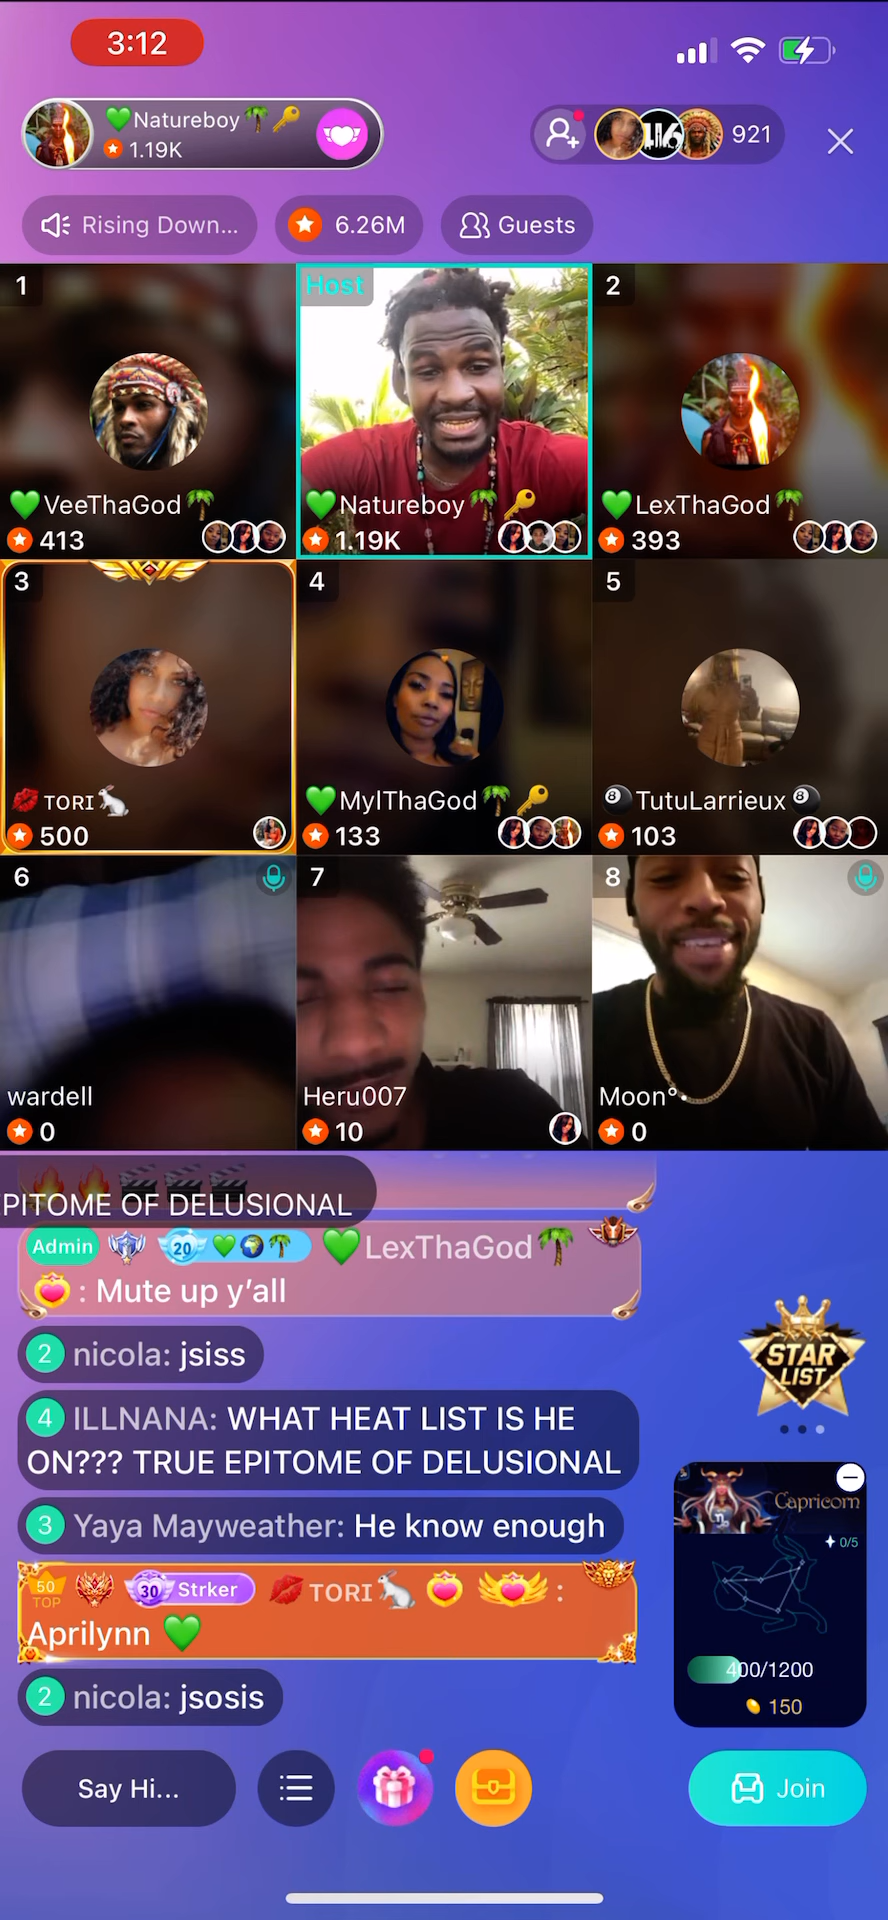 3:12
💚Natureboy🌴🔑
1.19K
416
921
Rising Down...
6.26M
Guests
1
Host
2
💚VeeThaGod🌴
413
💚Natureboy🌴🔑
1.19K
💚LexThaGod🌴
393
3
4
5
💋ᴛᴏʀɪ🐇
500
💚MylThaGod🌴🔑
133
🎱TutuLarrieux🎱
103
6
7
8
wardell
0
Heru007
10
Moon°•
0
🔥🔥🎬🎬🎬
PITOME OF DELUSIONAL
Admin 20 💚🌍🌴 💚LexThaGod🌴
: Mute up y’all
2 nicola: jsiss
4 ILLNANA: WHAT HEAT LIST IS HE
ON??? TRUE EPITOME OF DELUSIONAL
3 Yaya Mayweather: He know enough
50 TOP 30 Strker 💋ᴛᴏʀɪ🐇 :
Aprilynn 💚
2 nicola: jsosis
STAR
LIST
Capricorn
0/5
400/1200
150
Say Hi...
Join